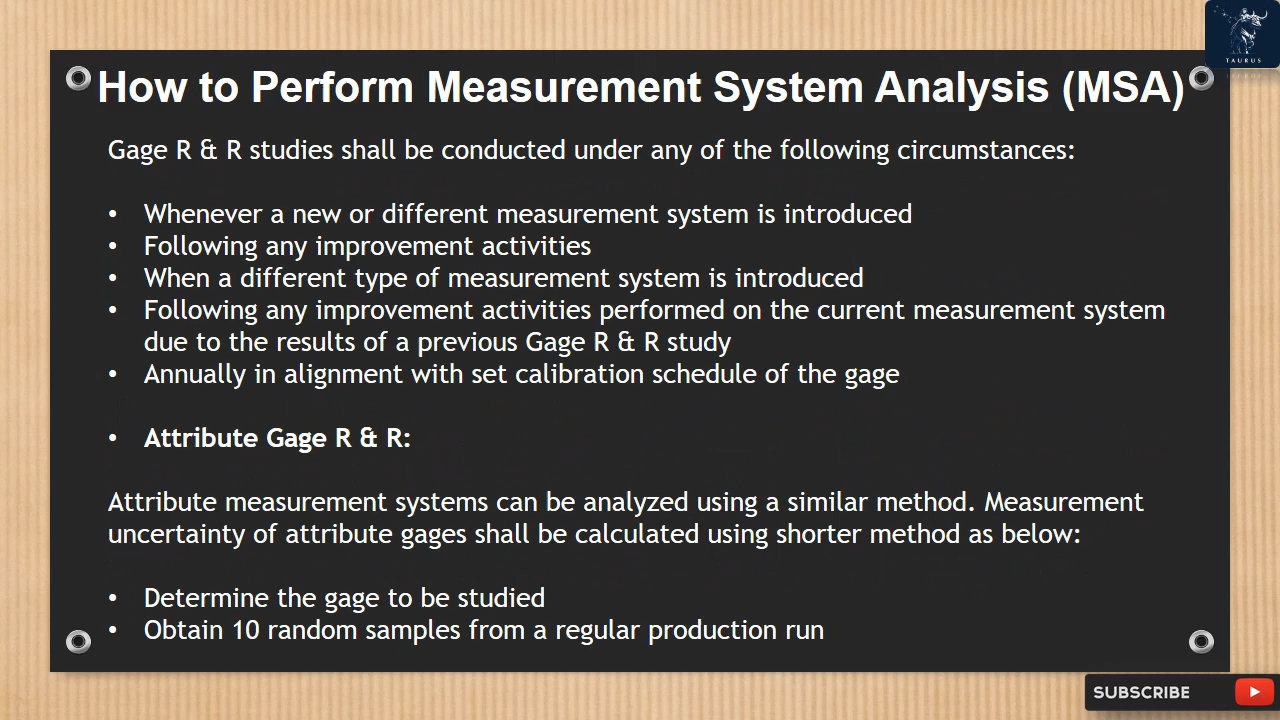 TAURUS
How to Perform Measurement System Analysis (MSA)
Gage R & R studies shall be conducted under any of the following circumstances:
• Whenever a new or different measurement system is introduced
• Following any improvement activities
• When a different type of measurement system is introduced
• Following any improvement activities performed on the current measurement system
due to the results of a previous Gage R & R study
• Annually in alignment with set calibration schedule of the gage
• Attribute Gage R & R:
Attribute measurement systems can be analyzed using a similar method. Measurement
uncertainty of attribute gages shall be calculated using shorter method as below:
• Determine the gage to be studied
• Obtain 10 random samples from a regular production run
SUBSCRIBE